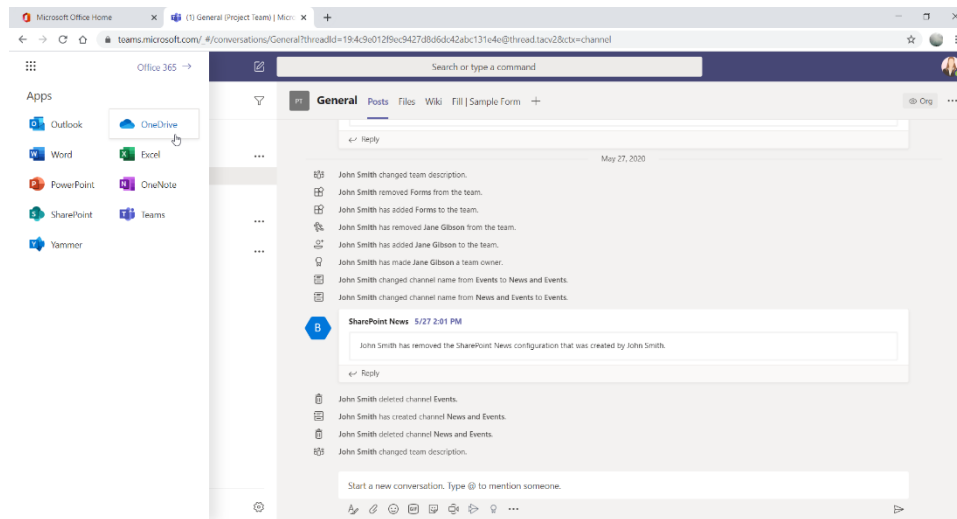 Microsoft Office Home
(1) General (Project Team) | Micro
teams.microsoft.com/_#/conversations/General?threadId=19:4c9e012f9ec9427d8d6dc42abc131e4e@thread.tacv2&ctx=channel
Office 365 →
Search or type a command
Apps
Outlook
OneDrive
Word
Excel
PowerPoint
OneNote
SharePoint
Teams
Yammer
PT
General Posts Files Wiki Fill | Sample Form +
Org
Reply
May 27, 2020
John Smith changed team description.
John Smith removed Forms from the team.
John Smith has added Forms to the team.
John Smith has removed Jane Gibson from the team.
John Smith has added Jane Gibson to the team.
John Smith has made Jane Gibson a team owner.
John Smith changed channel name from Events to News and Events.
John Smith changed channel name from News and Events to Events.
B
SharePoint News 5/27 2:01 PM
John Smith has removed the SharePoint News configuration that was created by John Smith.
Reply
John Smith deleted channel Events.
John Smith has created channel News and Events.
John Smith deleted channel News and Events.
John Smith changed team description.
Start a new conversation. Type @ to mention someone.
GIF